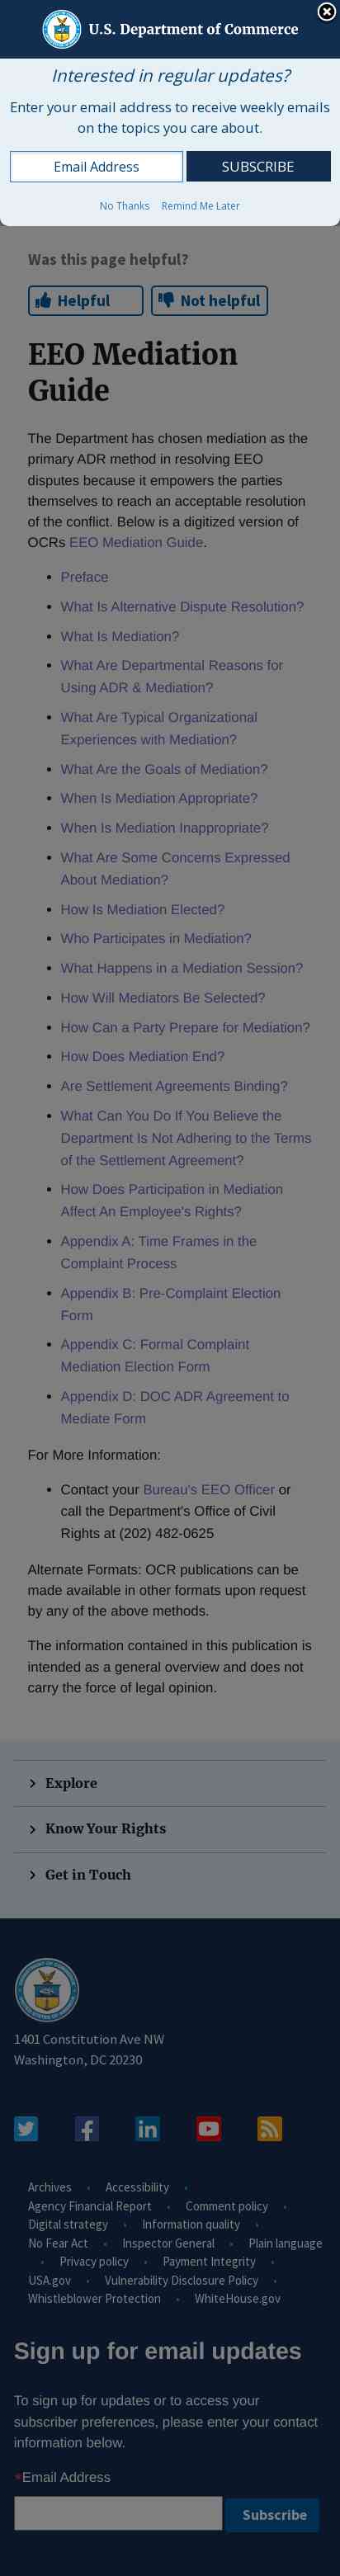 U.S. Department of Commerce
Interested in regular updates?
Enter your email address to receive weekly emails
on the topics you care about.
Email Address
SUBSCRIBE
No Thanks
Remind Me Later
Was this page helpful?
Helpful
Not helpful
EEO Mediation
Guide
The Department has chosen mediation as the
primary ADR method in resolving EEO
disputes because it empowers the parties
themselves to reach an acceptable resolution
of the conflict. Below is a digitized version of
OCRs EEO Mediation Guide.
• Preface
• What Is Alternative Dispute Resolution?
• What Is Mediation?
• What Are Departmental Reasons for
Using ADR & Mediation?
• What Are Typical Organizational
Experiences with Mediation?
• What Are the Goals of Mediation?
• When Is Mediation Appropriate?
• When Is Mediation Inappropriate?
• What Are Some Concerns Expressed
About Mediation?
• How Is Mediation Elected?
• Who Participates in Mediation?
• What Happens in a Mediation Session?
• How Will Mediators Be Selected?
• How Can a Party Prepare for Mediation?
• How Does Mediation End?
• Are Settlement Agreements Binding?
• What Can You Do If You Believe the
Department Is Not Adhering to the Terms
of the Settlement Agreement?
• How Does Participation in Mediation
Affect An Employee's Rights?
• Appendix A: Time Frames in the
Complaint Process
• Appendix B: Pre-Complaint Election
Form
• Appendix C: Formal Complaint
Mediation Election Form
• Appendix D: DOC ADR Agreement to
Mediate Form
For More Information:
• Contact your Bureau's EEO Officer or
call the Department's Office of Civil
Rights at (202) 482-0625
Alternate Formats: OCR publications can be
made available in other formats upon request
by any of the above methods.
The information contained in this publication is
intended as a general overview and does not
carry the force of legal opinion.
Explore
Know Your Rights
Get in Touch
1401 Constitution Ave NW
Washington, DC 20230
Archives • Accessibility •
Agency Financial Report • Comment policy •
Digital strategy • Information quality •
No Fear Act • Inspector General • Plain language
• Privacy policy • Payment Integrity •
USA.gov • Vulnerability Disclosure Policy •
Whistleblower Protection • WhiteHouse.gov
Sign up for email updates
To sign up for updates or to access your
subscriber preferences, please enter your contact
information below.
*Email Address
Subscribe